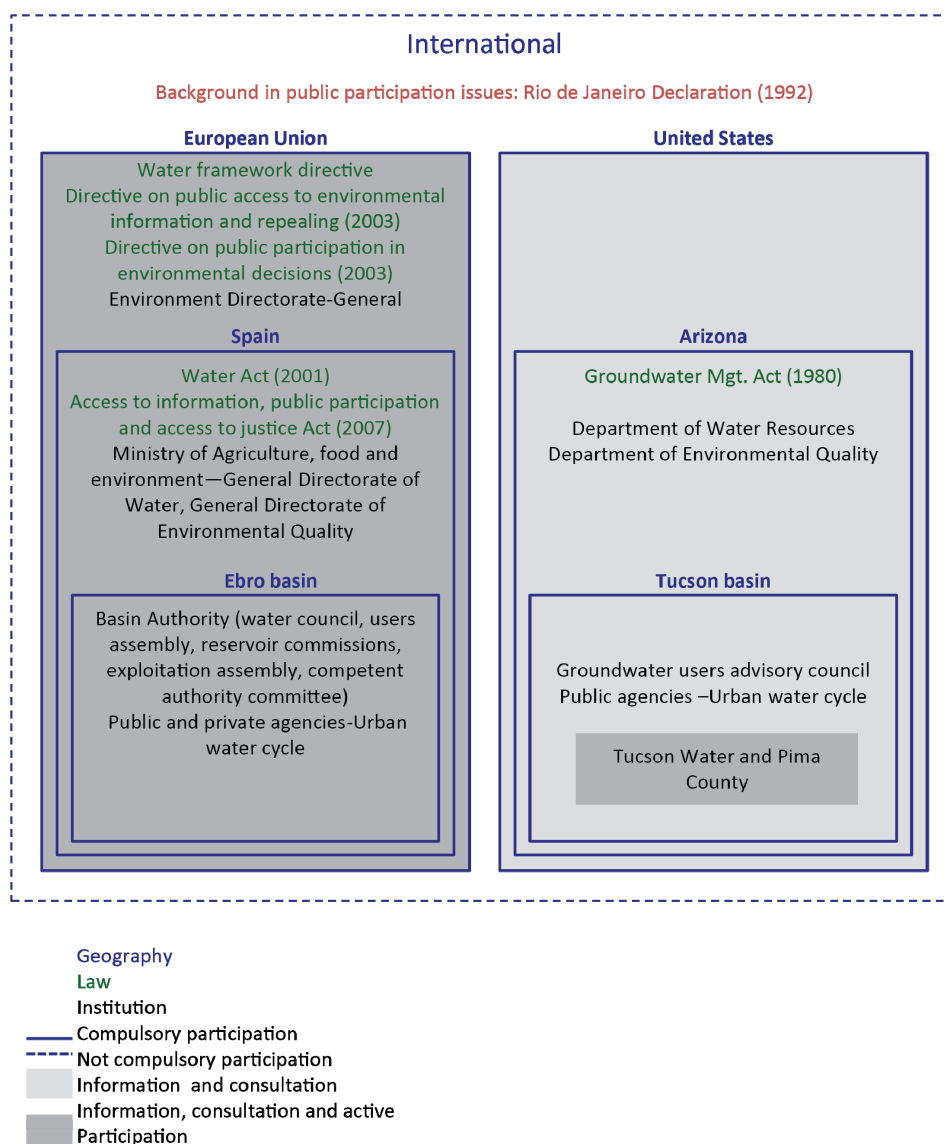 International
Background in public participation issues: Rio de Janeiro Declaration (1992)
European Union
Water framework directive
Directive on public access to environmental
information and repealing (2003)
Directive on public participation in
environmental decisions (2003)
Environment Directorate-General
Spain
Water Act (2001)
Access to information, public participation
and access to justice Act (2007)
Ministry of Agriculture, food and
environment—General Directorate of
Water, General Directorate of
Environmental Quality
Ebro basin
Basin Authority (water council, users
assembly, reservoir commissions,
exploitation assembly, competent
authority committee)
Public and private agencies-Urban
water cycle
United States
Arizona
Groundwater Mgt. Act (1980)
Department of Water Resources
Department of Environmental Quality
Tucson basin
Groundwater users advisory council
Public agencies –Urban water cycle
Tucson Water and Pima
County
Geography
Law
Institution
Compulsory participation
Not compulsory participation
Information and consultation
Information, consultation and active
Participation